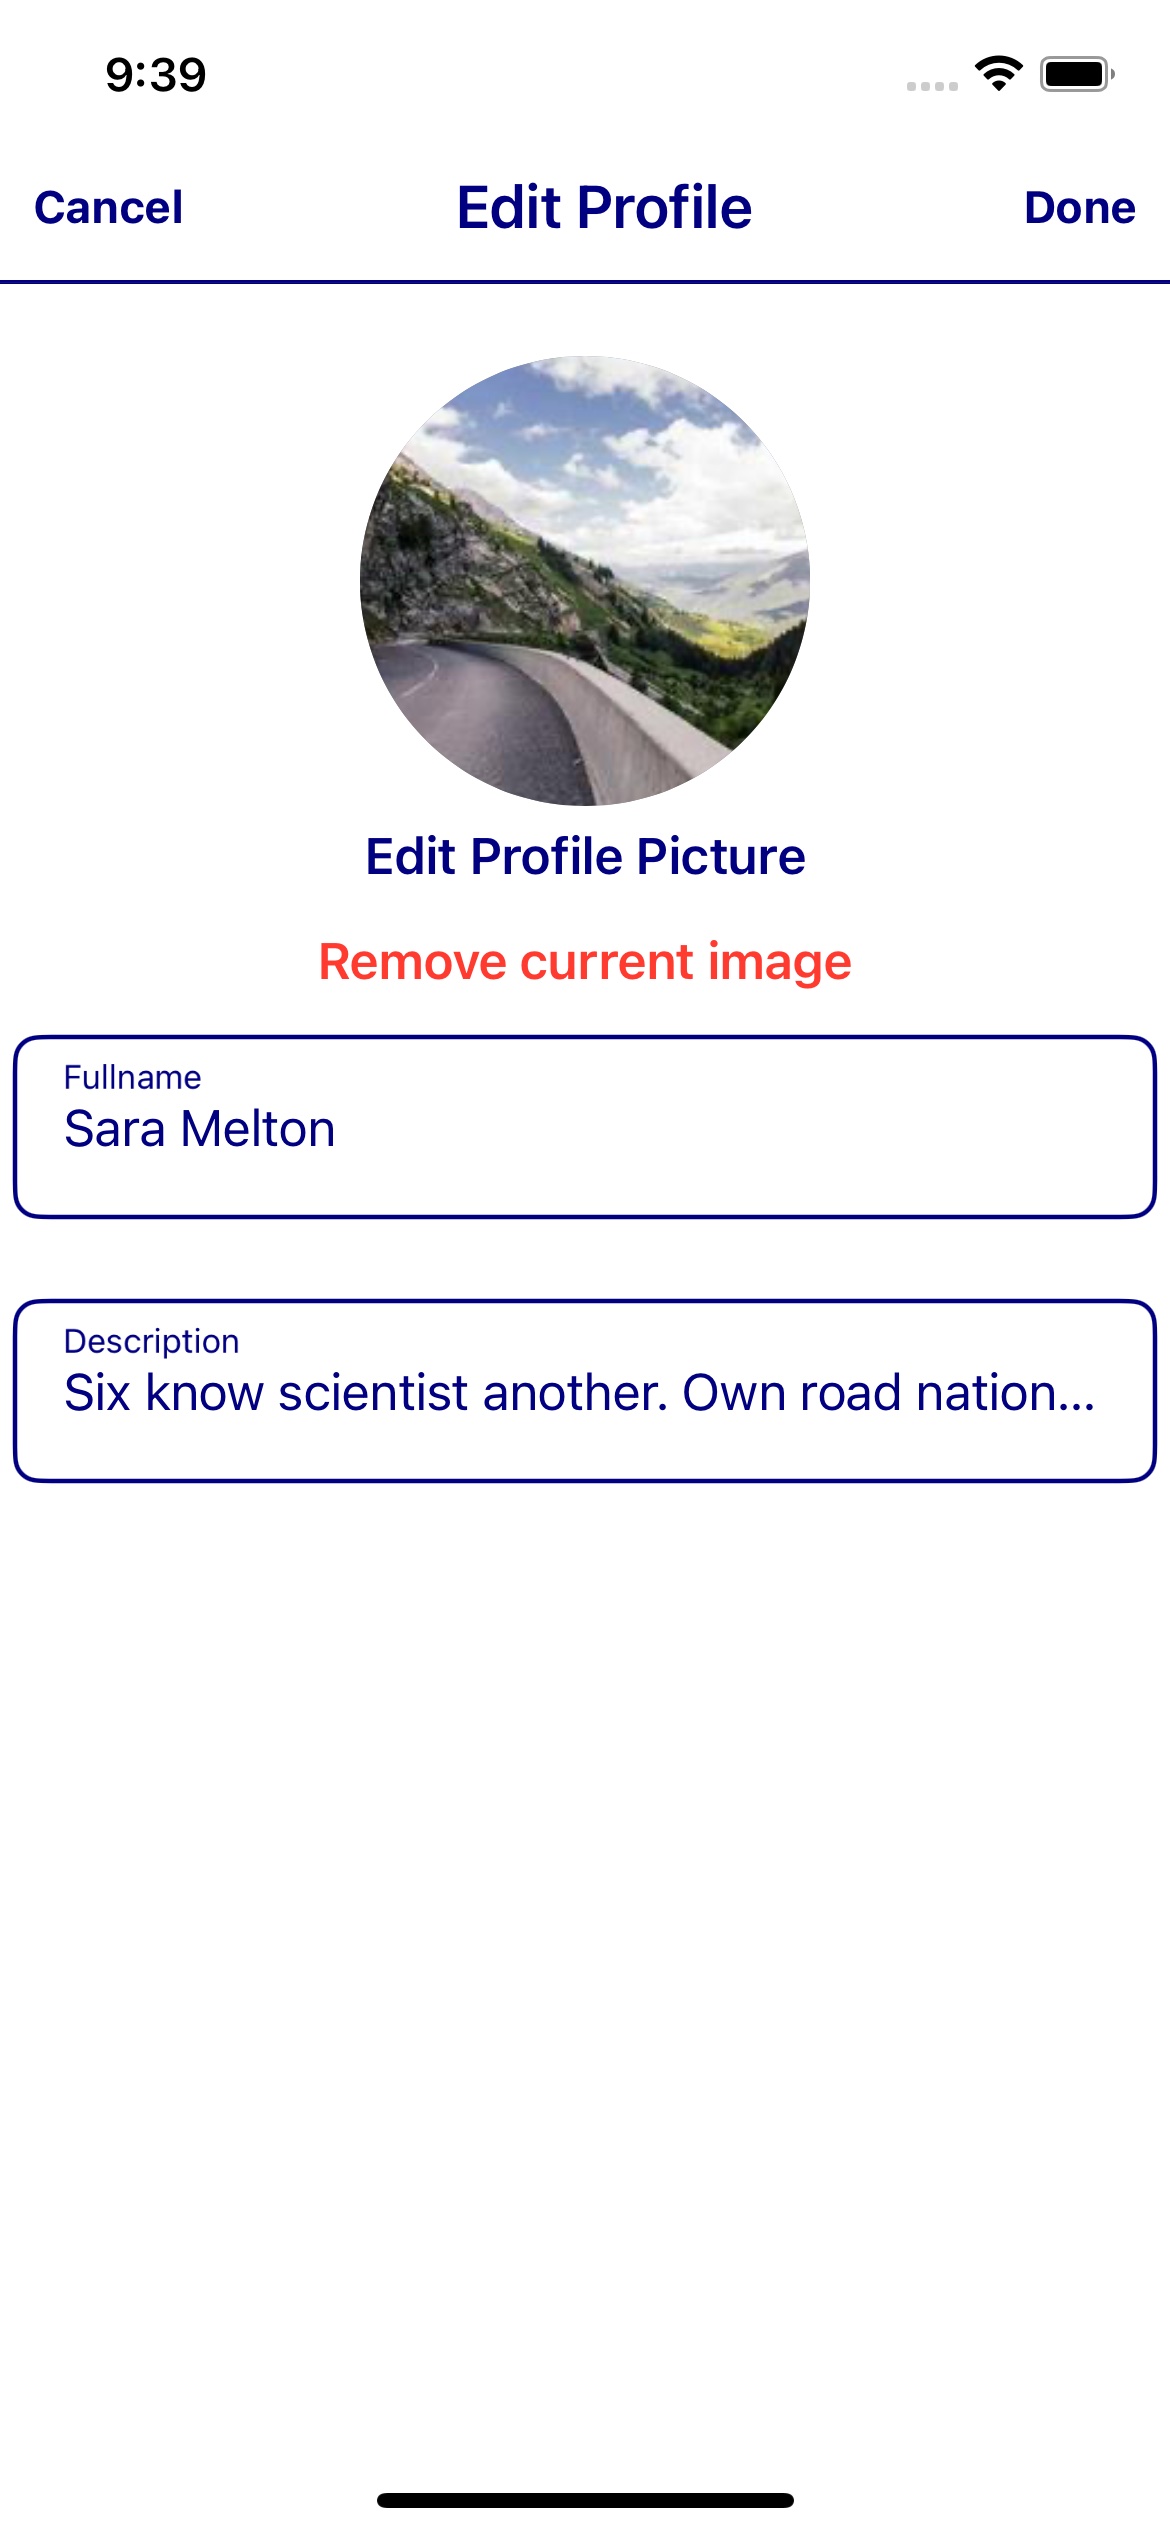 9:39
Cancel Edit Profile Done
Edit Profile Picture
Remove current image
Fullname
Sara Melton
Description
Six know scientist another. Own road nation...